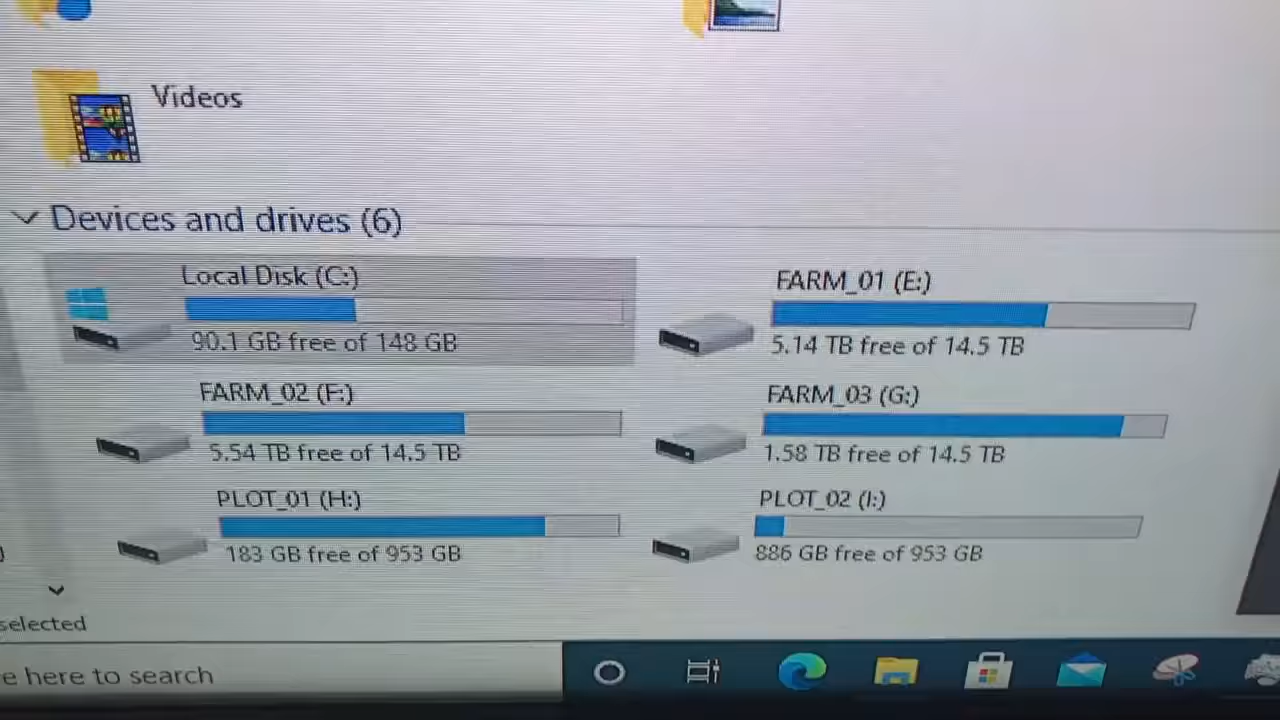 Videos
Devices and drives (6)
Local Disk (C:)
90.1 GB free of 148 GB
FARM_01 (E:)
5.14 TB free of 14.5 TB
FARM_02 (F:)
5.54 TB free of 14.5 TB
FARM_03 (G:)
1.58 TB free of 14.5 TB
PLOT_01 (H:)
183 GB free of 953 GB
PLOT_02 (I:)
886 GB free of 953 GB
selected
e here to search